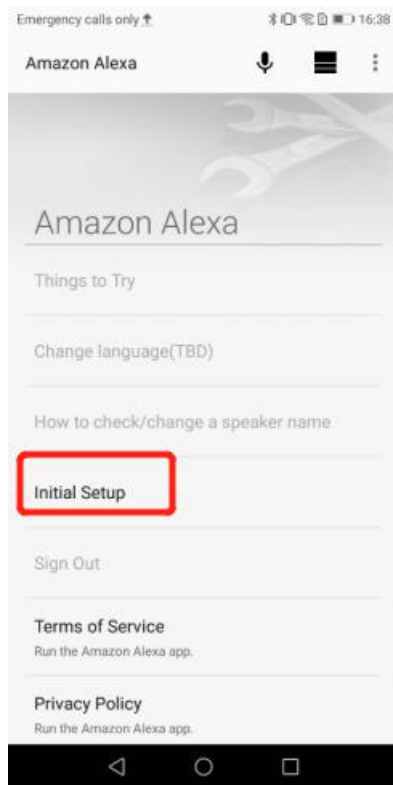 Emergency calls only
16:38
Amazon Alexa
Amazon Alexa
Things to Try
Change language(TBD)
How to check/change a speaker name
Initial Setup
Sign Out
Terms of Service
Run the Amazon Alexa app.
Privacy Policy
Run the Amazon Alexa app.